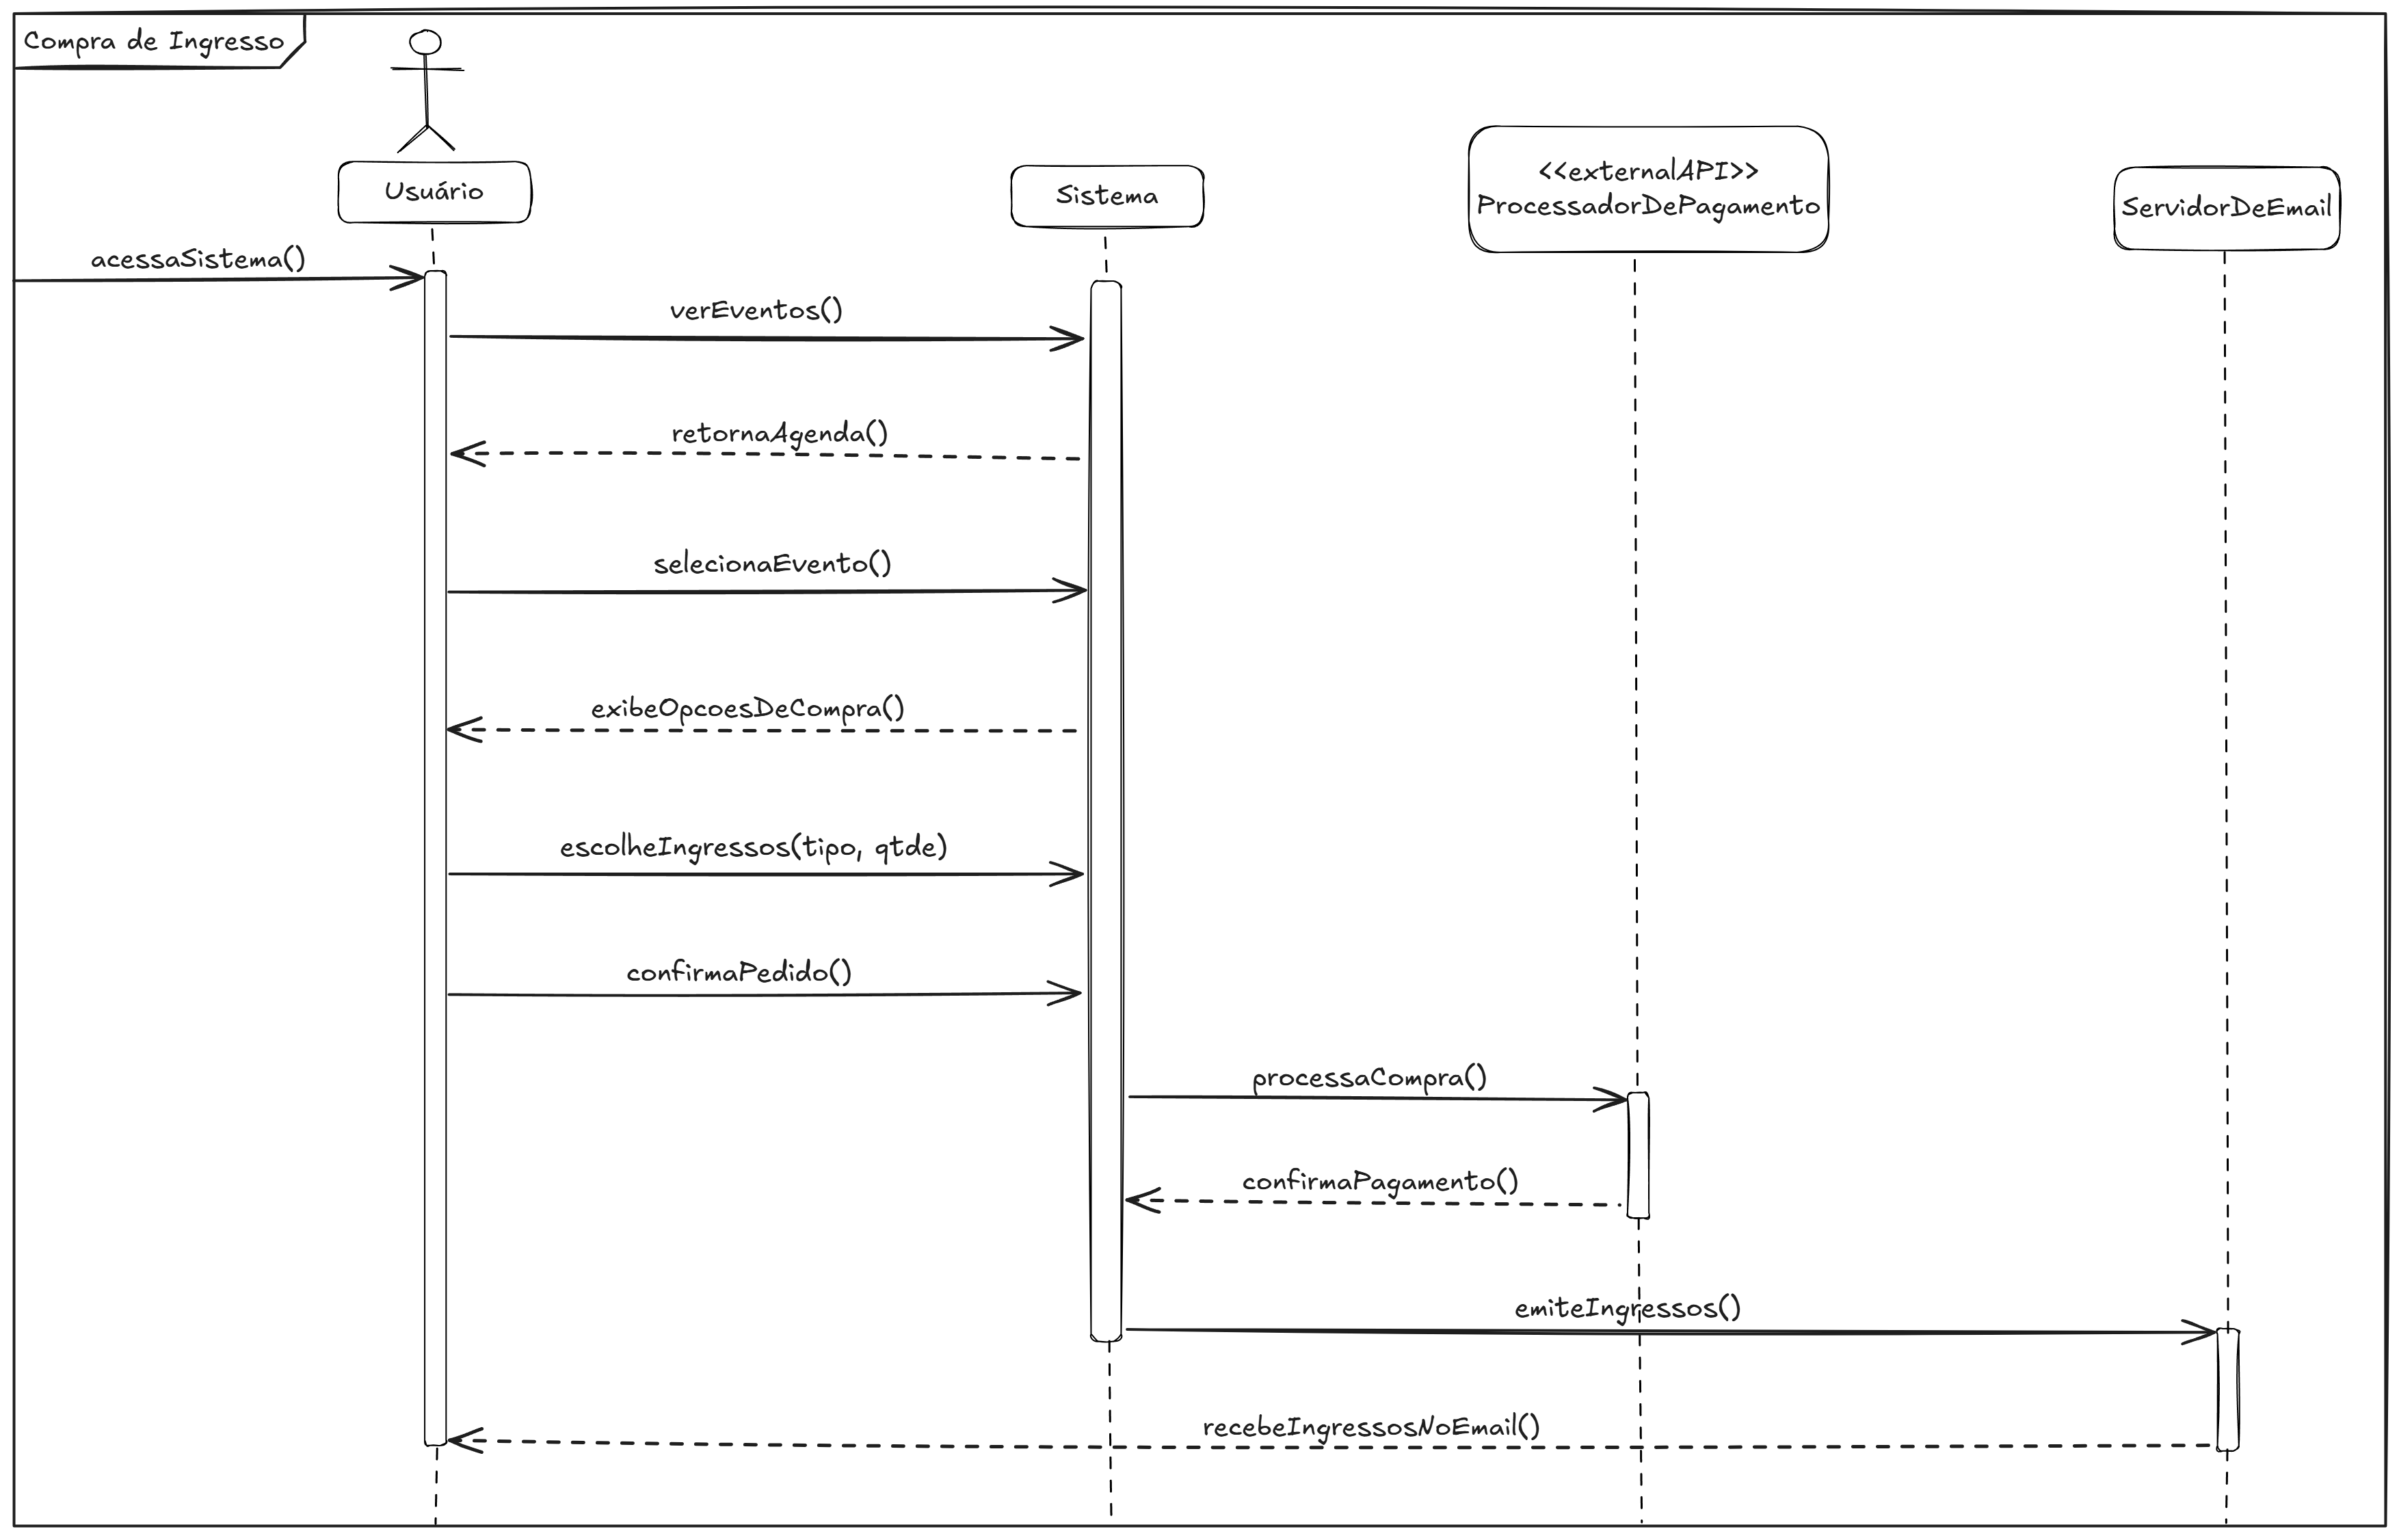 Compra de Ingresso
Usuário
Sistema
<<externalAPI>>
ProcessadorDePagamento
ServidorDeEmail
acessaSistema()
verEventos()
retornaAgenda()
selecionaEvento()
exibeOpcoesDeCompra()
escolheIngressos(tipo, qtde)
confirmaPedido()
processaCompra()
confirmaPagamento()
emiteIngressos()
recebeIngressosNoEmail()